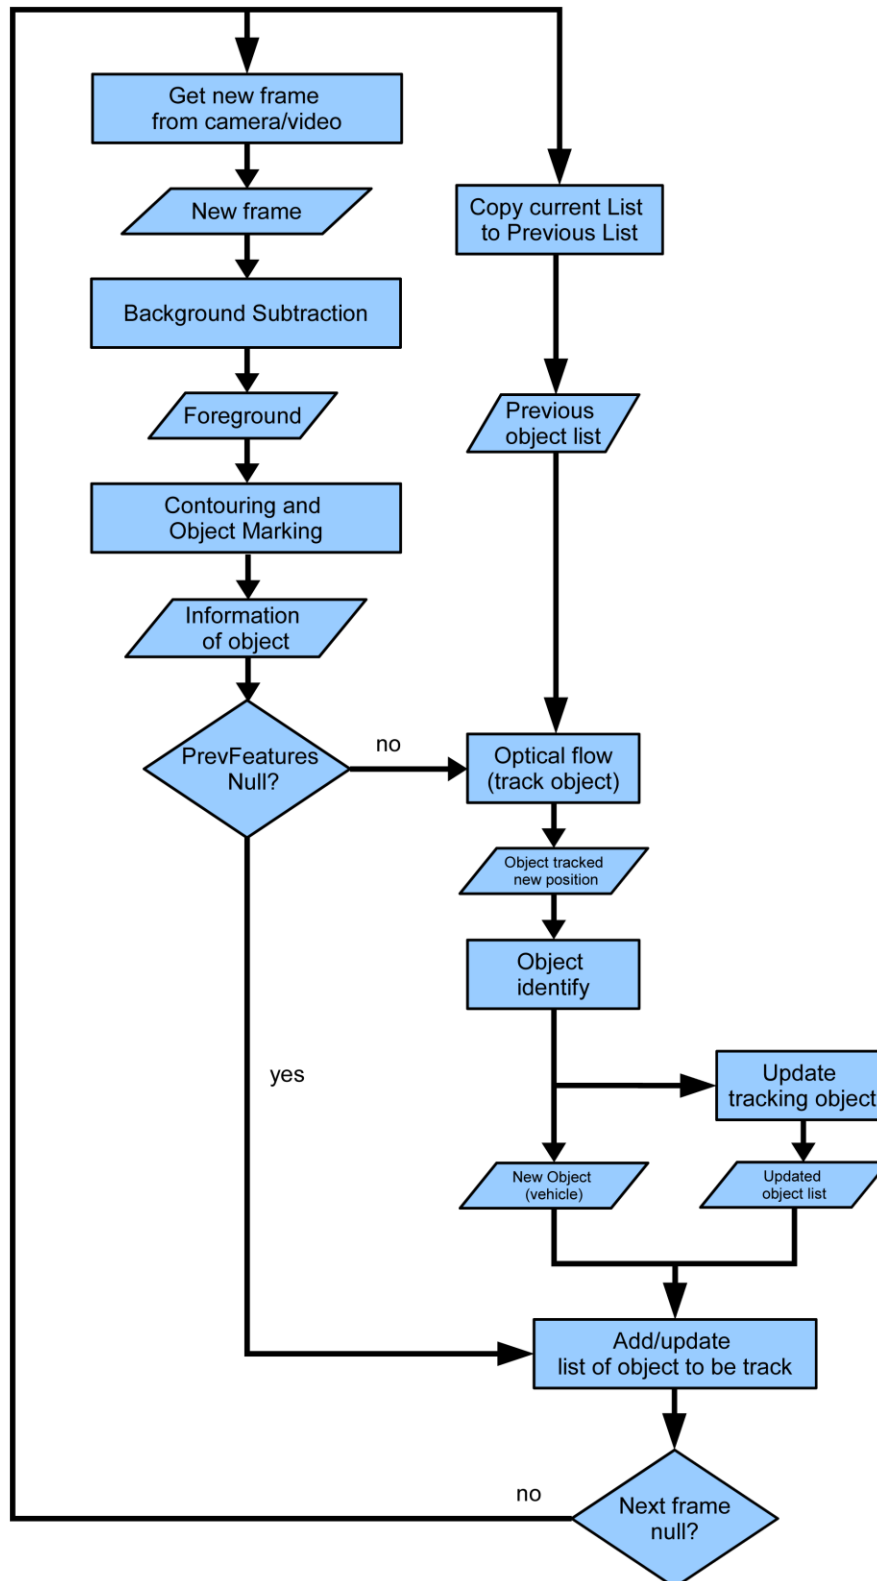 Get new frame
from camera/video
New frame
Copy current List
to Previous List
Background Subtraction
Foreground
Previous
object list
Contouring and
Object Marking
Information
of object
PrevFeatures
Null?
no
Optical flow
(track object)
Object tracked
new position
Object
identify
yes
Update
tracking object
New Object
(vehicle)
Updated
object list
Add/update
list of object to be track
no
Next frame
null?